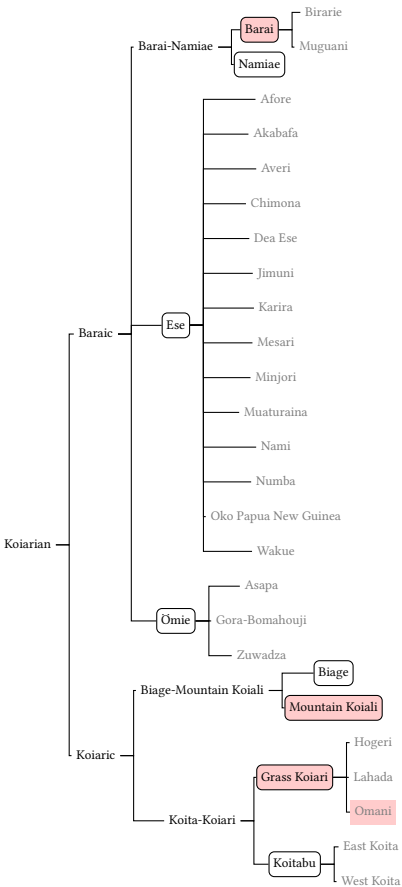 Birarie
Barai
Barai-Namiae
Muguani
Namiae
Afore
Akabafa
Averi
Chimona
Dea Ese
Jimuni
Karira
Ese
Baraic
Mesari
Minjori
Muaturaina
Nami
Numba
Oko Papua New Guinea
Koiarian
Wakue
Asapa
Ömie
Gora-Bomahouji
Zuwadza
Biage
Biage-Mountain Koiali
Mountain Koiali
Hogeri
Koiaric
Grass Koiari
Lahada
Omani
Koita-Koiari
East Koita
Koitabu
West Koita